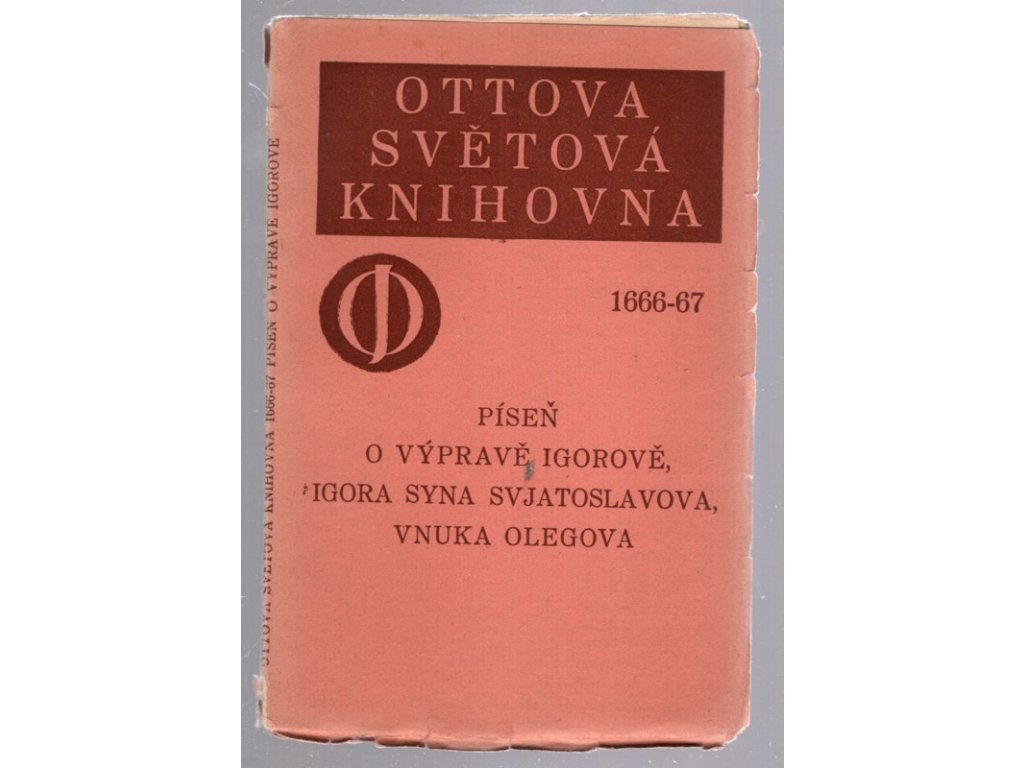 OTTOVA
SVĚTOVÁ
KNIHOVNA
1666-67
PÍSEŇ
O VÝPRAVĚ IGOROVĚ,
IGORA SYNA SVJATOSLAVOVA,
VNUKA OLEGOVA
OTTOVA SVĚTOVÁ KNIHOVNA 1666-67 PÍSEŇ O VÝPRAVĚ IGOROVĚ